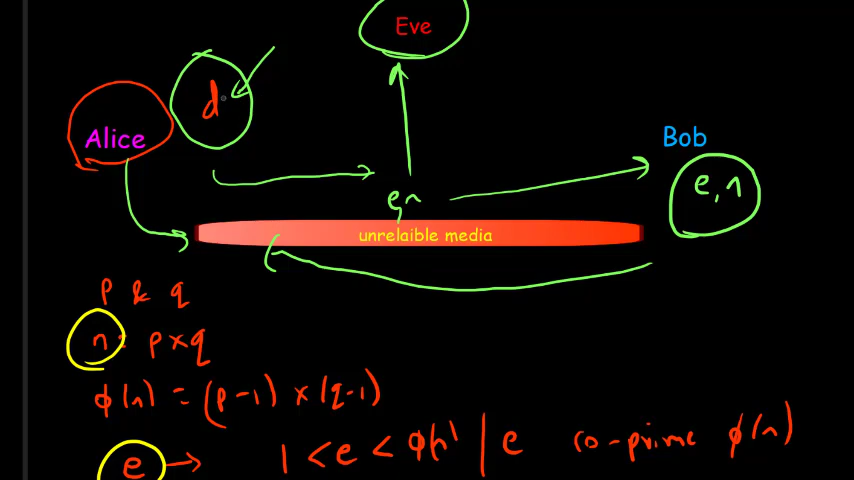 Eve
d
Alice
Bob
e, n
e,n
unrelaible media
p & q
n = p×q
ϕ(n) = (p-1) × (q-1)
e → 1 < e < ϕ(n) | e co-prime ϕ(n)